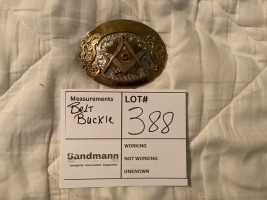 Measurements
Belt
Buckle
LOT#
388
Sandmann
WORKING
NOT WORKING
UNKNOWN